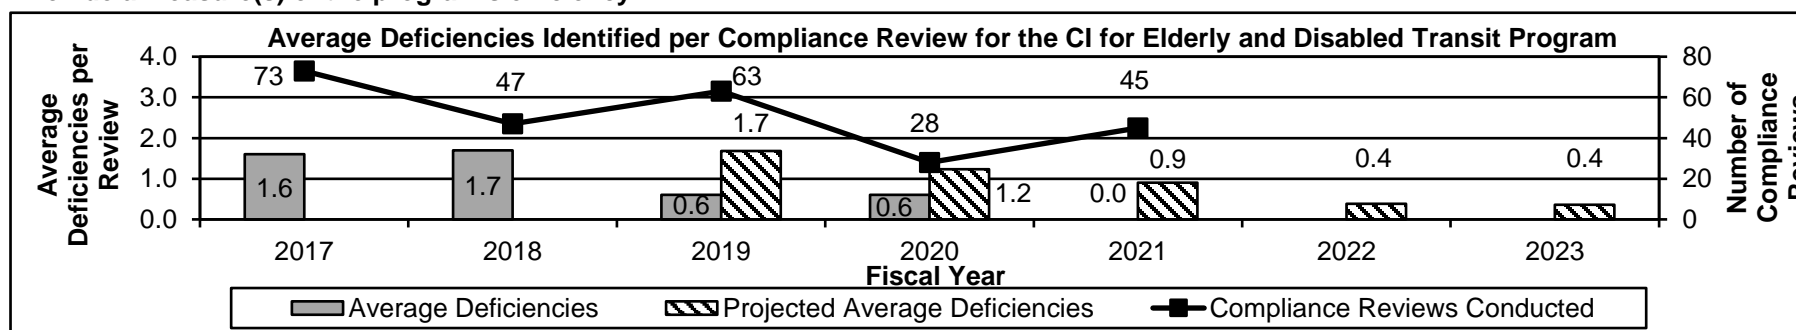 Average Deficiencies Identified per Compliance Review for the CI for Elderly and Disabled Transit Program
Average
Deficiencies per
Review
4.0
3.0
2.0
1.0
0.0
73
47
63
28
45
1.6
1.7
0.6
1.7
0.6
1.2
0.0
0.9
0.4
0.4
80
60
40
20
0
Number of
Compliance
Reviews
2017 2018 2019 2020 2021 2022 2023
Fiscal Year
Average Deficiencies Projected Average Deficiencies Compliance Reviews Conducted